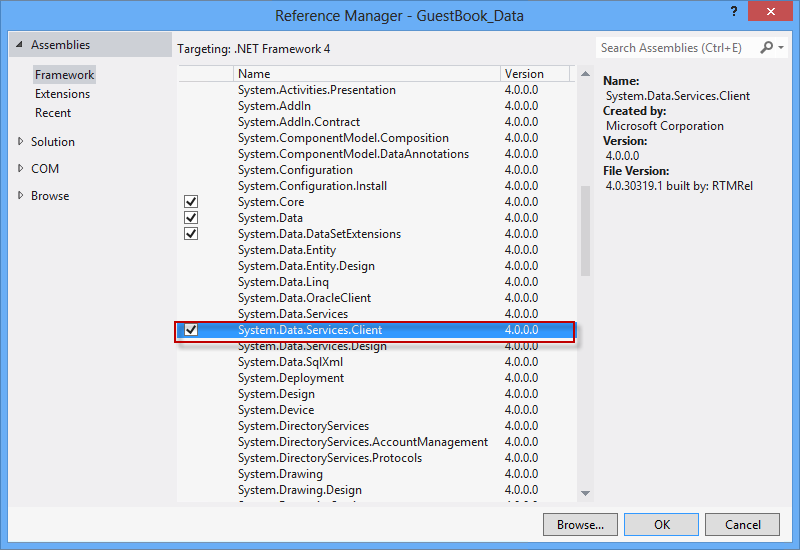 Reference Manager - GuestBook_Data
?
Assemblies
Framework
Extensions
Recent
Solution
COM
Browse
Targeting: .NET Framework 4
Name Version
System.Activities.Presentation 4.0.0.0
System.AddIn 4.0.0.0
System.AddIn.Contract 4.0.0.0
System.ComponentModel.Composition 4.0.0.0
System.ComponentModel.DataAnnotations 4.0.0.0
System.Configuration 4.0.0.0
System.Configuration.Install 4.0.0.0
System.Core 4.0.0.0
System.Data 4.0.0.0
System.Data.DataSetExtensions 4.0.0.0
System.Data.Entity 4.0.0.0
System.Data.Entity.Design 4.0.0.0
System.Data.Linq 4.0.0.0
System.Data.OracleClient 4.0.0.0
System.Data.Services 4.0.0.0
System.Data.Services.Client 4.0.0.0
System.Data.Services.Design 4.0.0.0
System.Data.SqlXml 4.0.0.0
System.Deployment 4.0.0.0
System.Design 4.0.0.0
System.Device 4.0.0.0
System.DirectoryServices 4.0.0.0
System.DirectoryServices.AccountManagement 4.0.0.0
System.DirectoryServices.Protocols 4.0.0.0
System.Drawing 4.0.0.0
System.Drawing.Design 4.0.0.0
Search Assemblies (Ctrl+E)
Name:
System.Data.Services.Client
Created by:
Microsoft Corporation
Version:
4.0.0.0
File Version:
4.0.30319.1 built by: RTMRel
Browse... OK Cancel